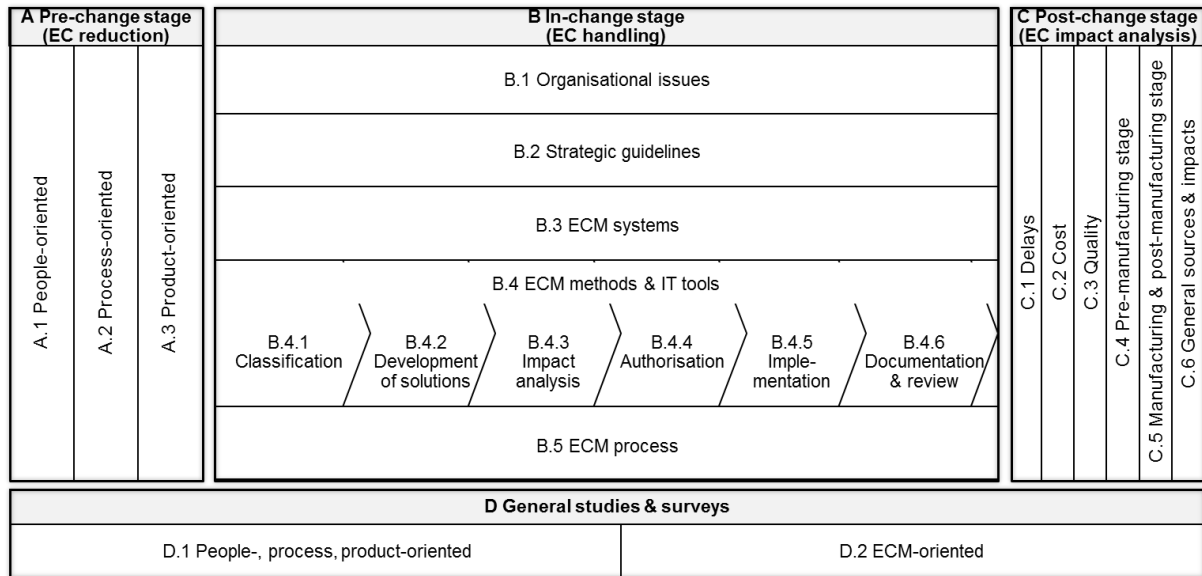 A Pre-change stage
(EC reduction)
A.1 People-oriented
A.2 Process-oriented
A.3 Product-oriented
B In-change stage
(EC handling)
B.1 Organisational issues
B.2 Strategic guidelines
B.3 ECM systems
B.4 ECM methods & IT tools
B.4.1
Classification
B.4.2
Development
of solutions
B.4.3
Impact
analysis
B.4.4
Authorisation
B.4.5
Imple-
mentation
B.4.6
Documentation
& review
B.5 ECM process
C Post-change stage
(EC impact analysis)
C.1 Delays
C.2 Cost
C.3 Quality
C.4 Pre-manufacturing stage
C.5 Manufacturing & post-manufacturing stage
C.6 General sources & impacts
D General studies & surveys
D.1 People-, process, product-oriented
D.2 ECM-oriented